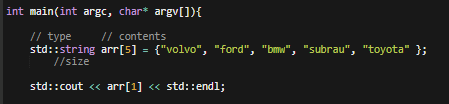 int main(int argc, char* argv[]){
// type // contents
std::string arr[5] = {"volvo", "ford", "bmw", "subrau", "toyota" };
//size
std::cout << arr[1] << std::endl;